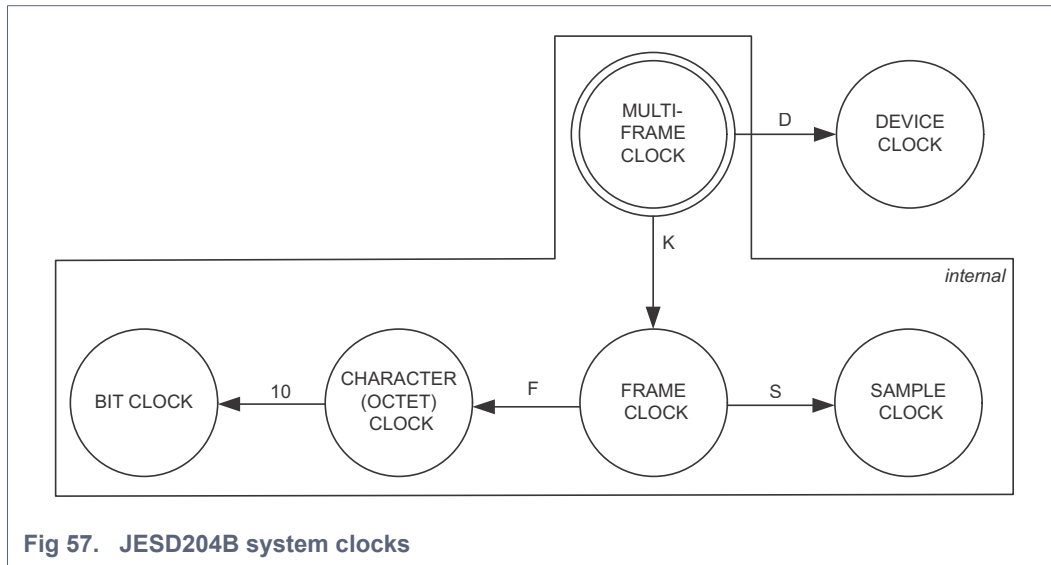 MULTI-
FRAME
CLOCK
D
DEVICE
CLOCK
K
internal
BIT CLOCK
10
CHARACTER
(OCTET)
CLOCK
F
FRAME
CLOCK
S
SAMPLE
CLOCK
Fig 57. JESD204B system clocks